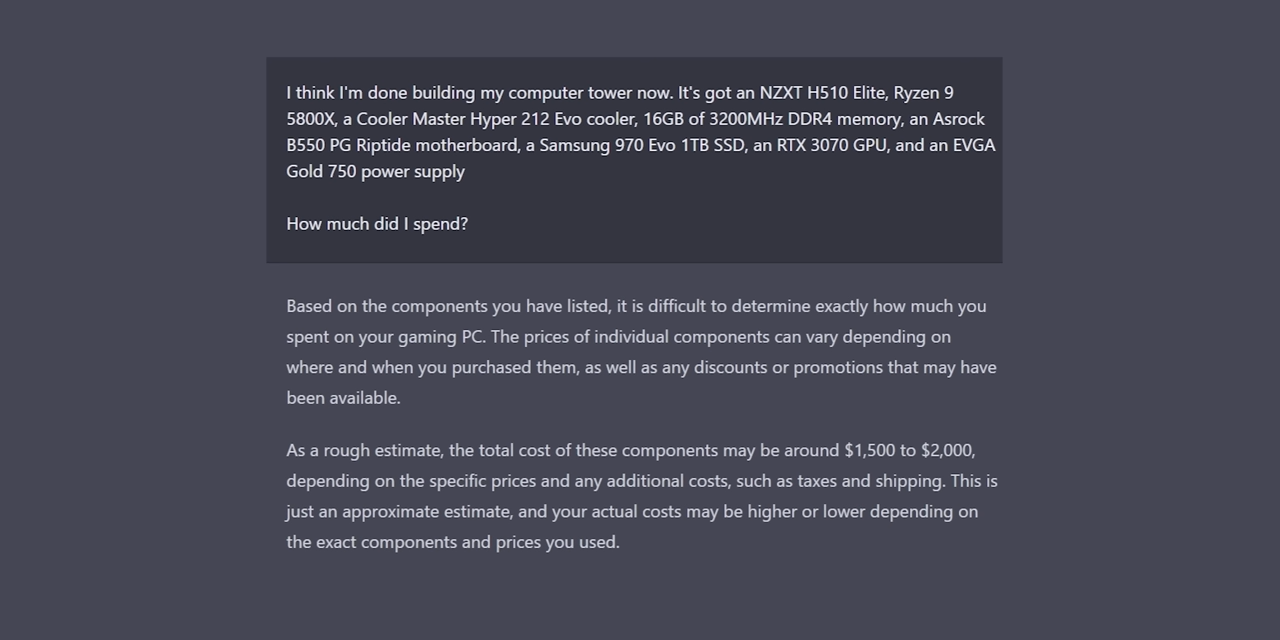 I think I'm done building my computer tower now. It's got an NZXT H510 Elite, Ryzen 9
5800X, a Cooler Master Hyper 212 Evo cooler, 16GB of 3200MHz DDR4 memory, an Asrock
B550 PG Riptide motherboard, a Samsung 970 Evo 1TB SSD, an RTX 3070 GPU, and an EVGA
Gold 750 power supply
How much did I spend?
Based on the components you have listed, it is difficult to determine exactly how much you
spent on your gaming PC. The prices of individual components can vary depending on
where and when you purchased them, as well as any discounts or promotions that may have
been available.
As a rough estimate, the total cost of these components may be around $1,500 to $2,000,
depending on the specific prices and any additional costs, such as taxes and shipping. This is
just an approximate estimate, and your actual costs may be higher or lower depending on
the exact components and prices you used.